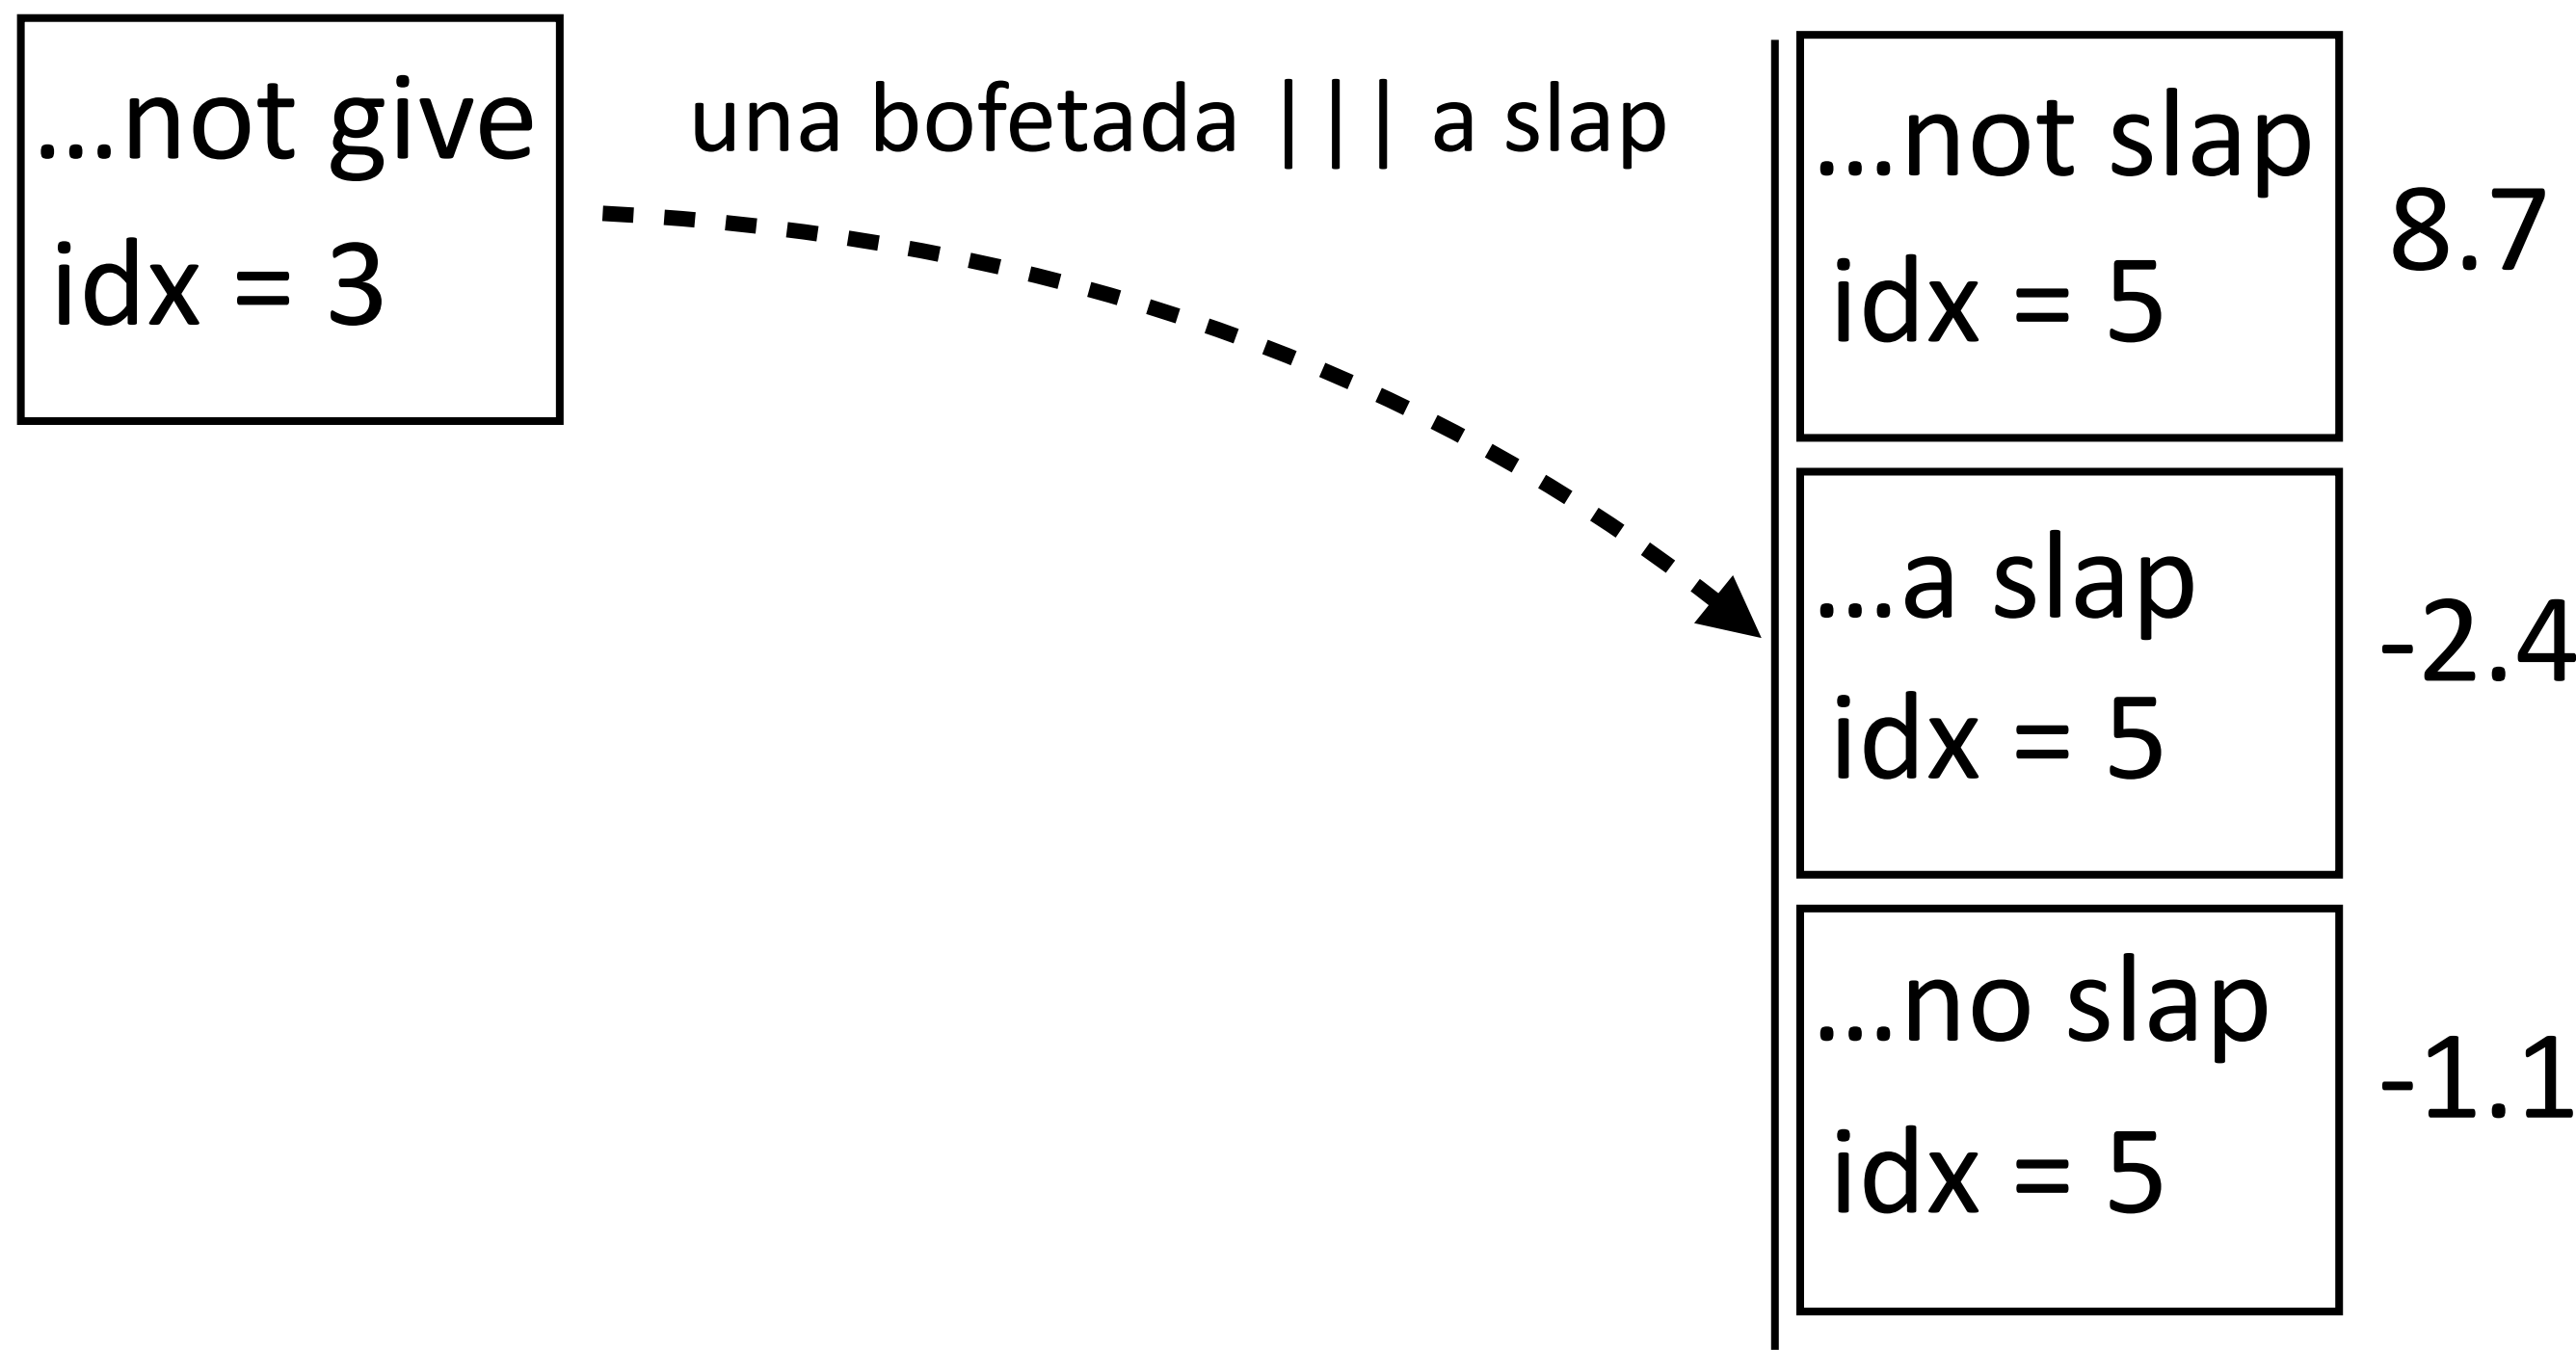 ...not give
idx = 3
una bofetada ||| a slap
...not slap
idx = 5
8.7
...a slap
idx = 5
-2.4
...no slap
idx = 5
-1.1